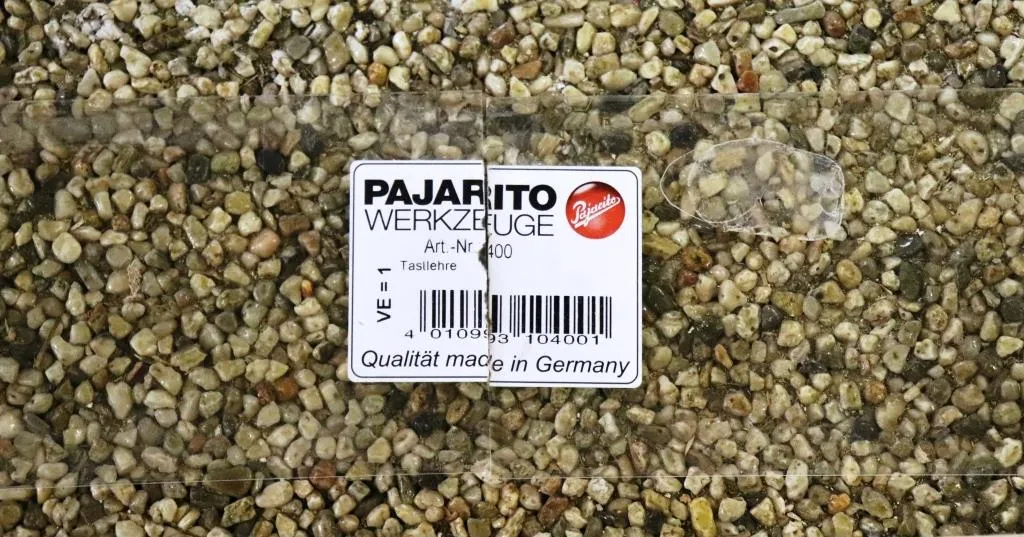 PAJARITO
WERKZEUGE
Pajarito
Art.-Nr 400
Tastlehre
VE = 1
4 010993 104001
Qualität made in Germany